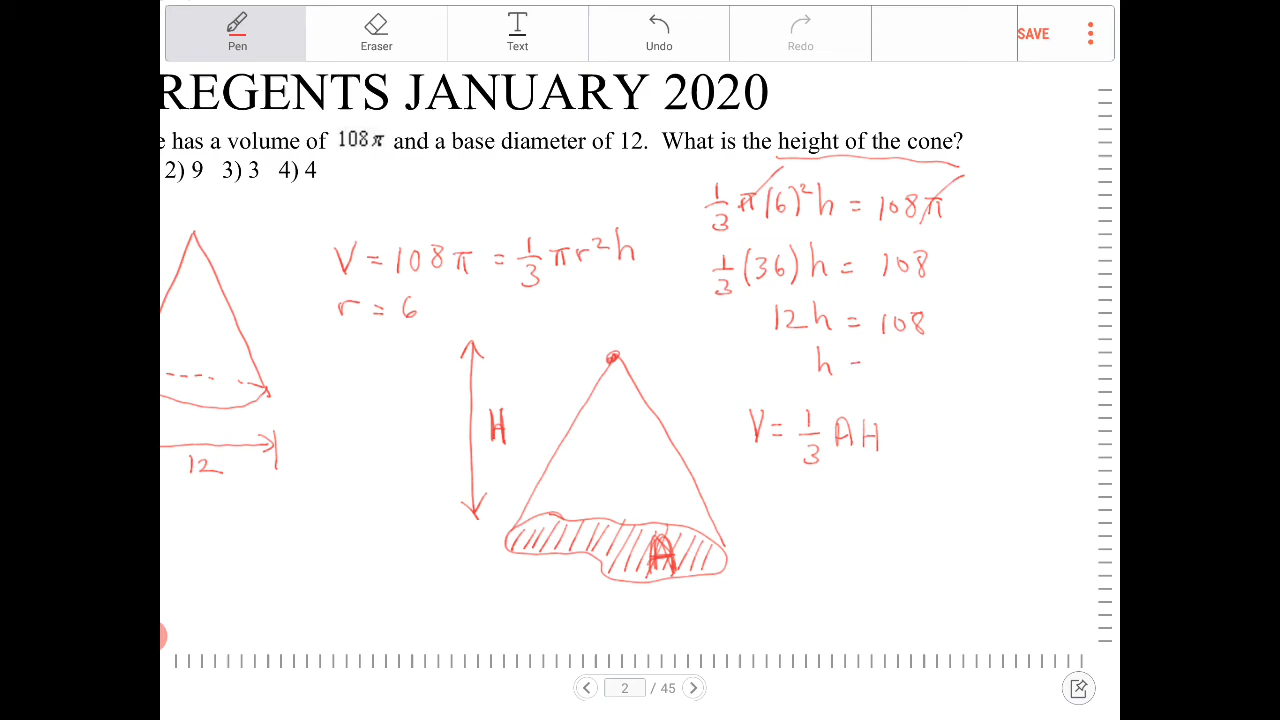 Pen Eraser Text Undo Redo SAVE
REGENTS JANUARY 2020
e has a volume of 108π and a base diameter of 12. What is the height of the cone?
2) 9 3) 3 4) 4
1/3 π(6)²h = 108π
V = 108π = 1/3 πr²h
1/3 (36)h = 108
r = 6
12h = 108
h =
H
V = 1/3 AH
12
A
2 / 45